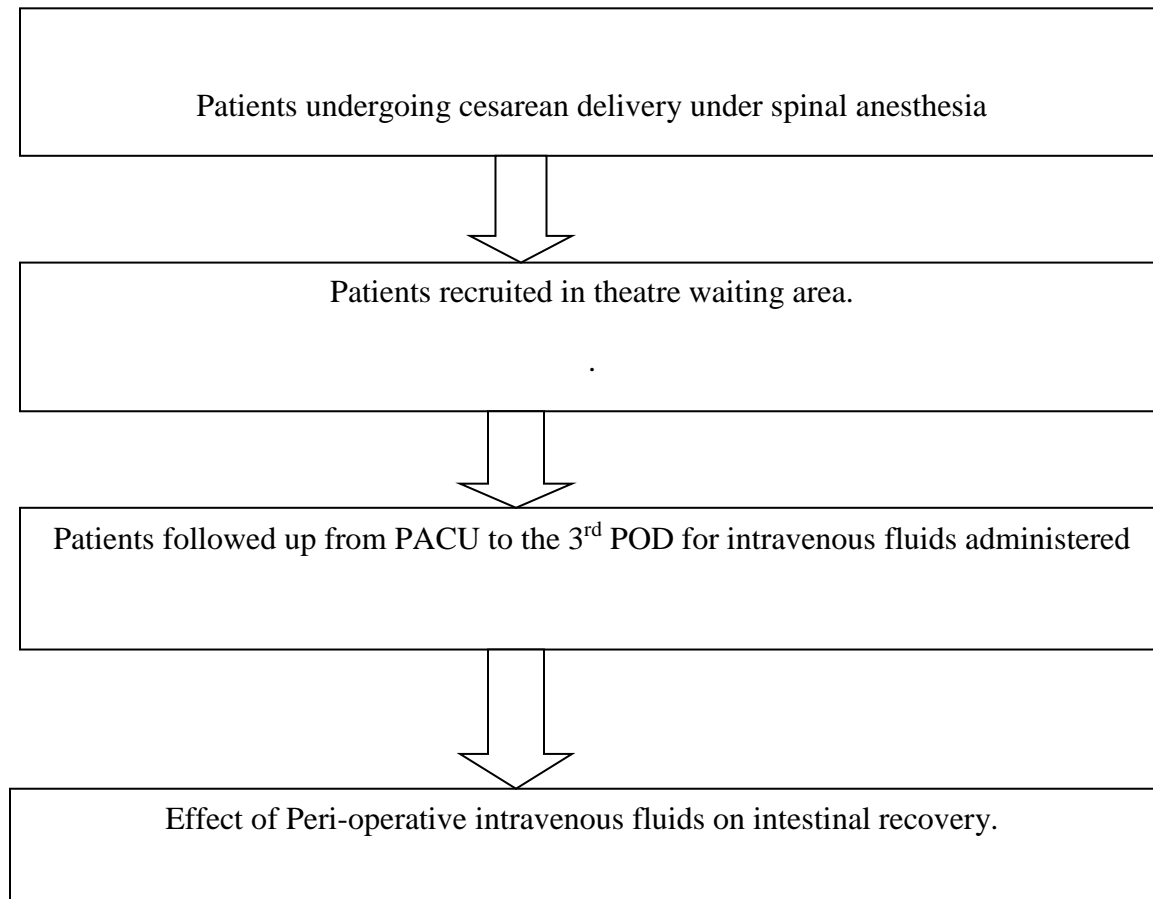 Patients undergoing cesarean delivery under spinal anesthesia
Patients recruited in theatre waiting area.
.
Patients followed up from PACU to the 3rd POD for intravenous fluids administered
Effect of Peri-operative intravenous fluids on intestinal recovery.